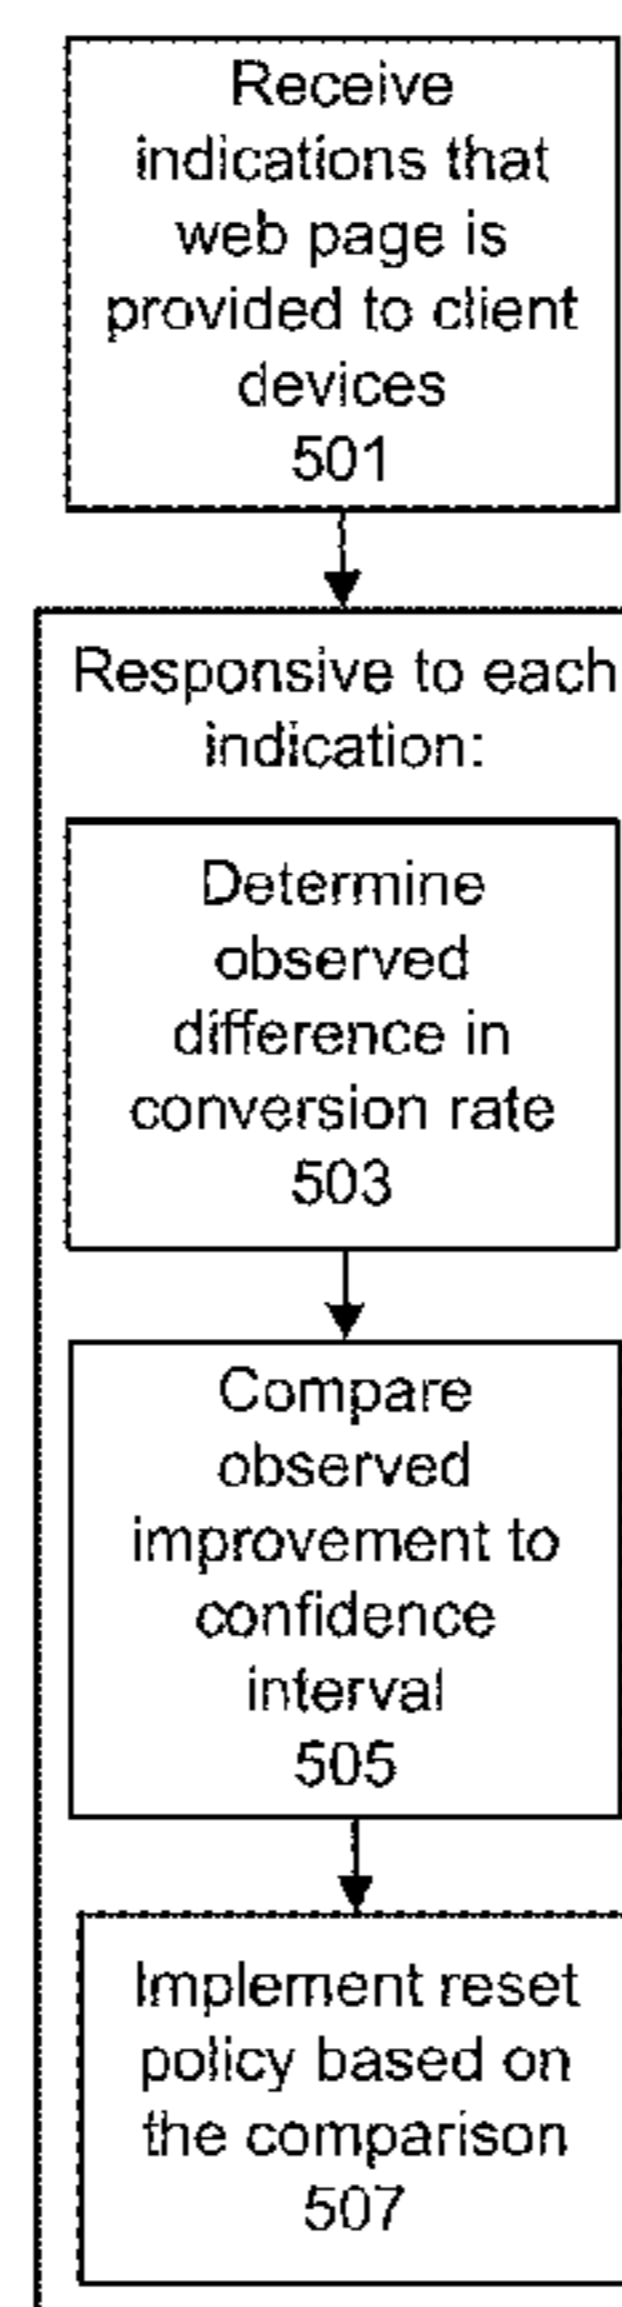 Receive
indications that
web page is
provided to client
devices
501
Responsive to each
indication:
Determine
observed
difference in
conversion rate
503
Compare
observed
improvement to
confidence
interval
505
Implement reset
policy based on
the comparison
507